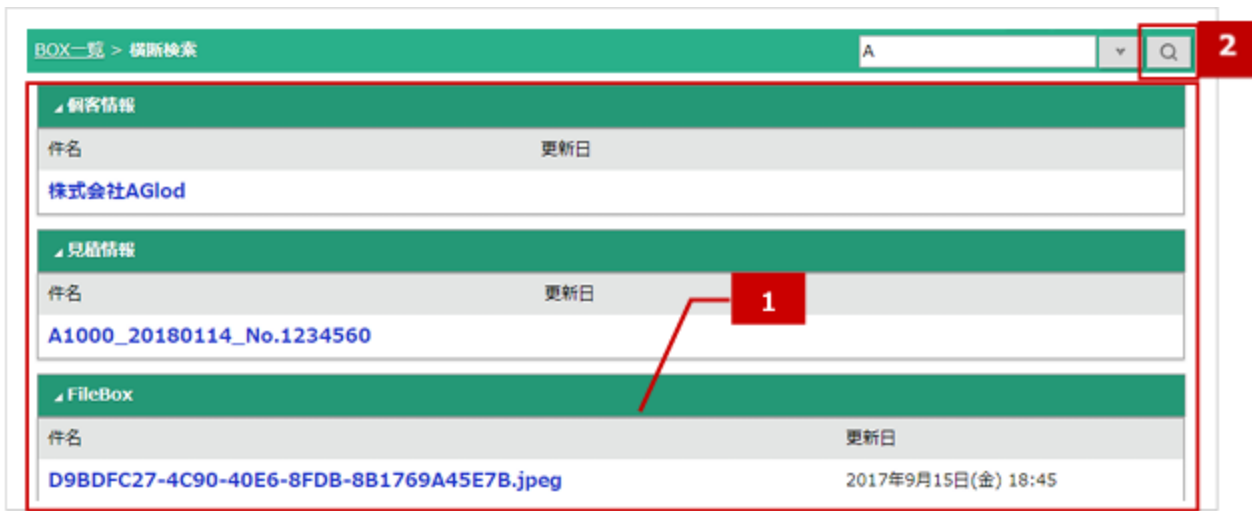 BOX一覧 > 横断検索 A 2
個客情報
件名 更新日
株式会社AGlod
見積情報
件名 更新日
1
A1000_20180114_No.1234560
FileBox
件名 更新日
D9BDFC27-4C90-40E6-8FDB-8B1769A45E7B.jpeg 2017年9月15日(金) 18:45